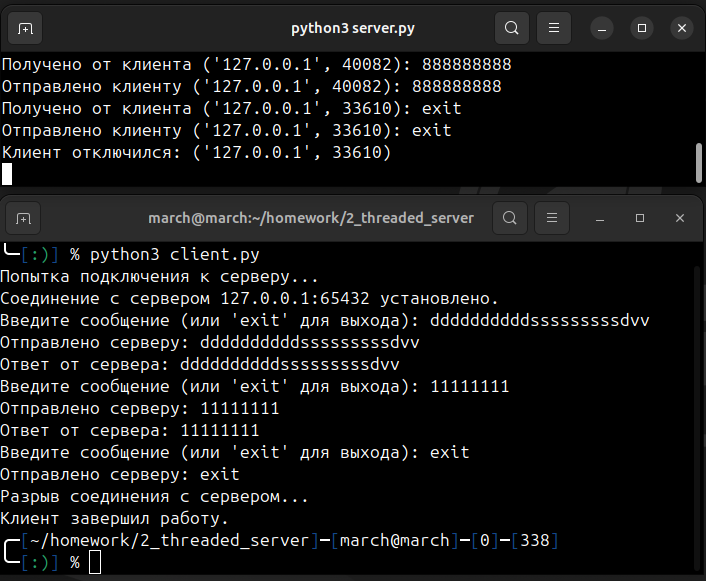 python3 server.py
Получено от клиента ('127.0.0.1', 40082): 888888888
Отправлено клиенту ('127.0.0.1', 40082): 888888888
Получено от клиента ('127.0.0.1', 33610): exit
Отправлено клиенту ('127.0.0.1', 33610): exit
Клиент отключился: ('127.0.0.1', 33610)
march@march:~/homework/2_threaded_server
╰─[:)] % python3 client.py
Попытка подключения к серверу...
Соединение с сервером 127.0.0.1:65432 установлено.
Введите сообщение (или 'exit' для выхода): ddddddddddsssssssssdvv
Отправлено серверу: ddddddddddsssssssssdvv
Ответ от сервера: ddddddddddsssssssssdvv
Введите сообщение (или 'exit' для выхода): 11111111
Отправлено серверу: 11111111
Ответ от сервера: 11111111
Введите сообщение (или 'exit' для выхода): exit
Отправлено серверу: exit
Разрыв соединения с сервером...
Клиент завершил работу.
╭─[~/homework/2_threaded_server]─[march@march]─[0]─[338]
╰─[:)] %